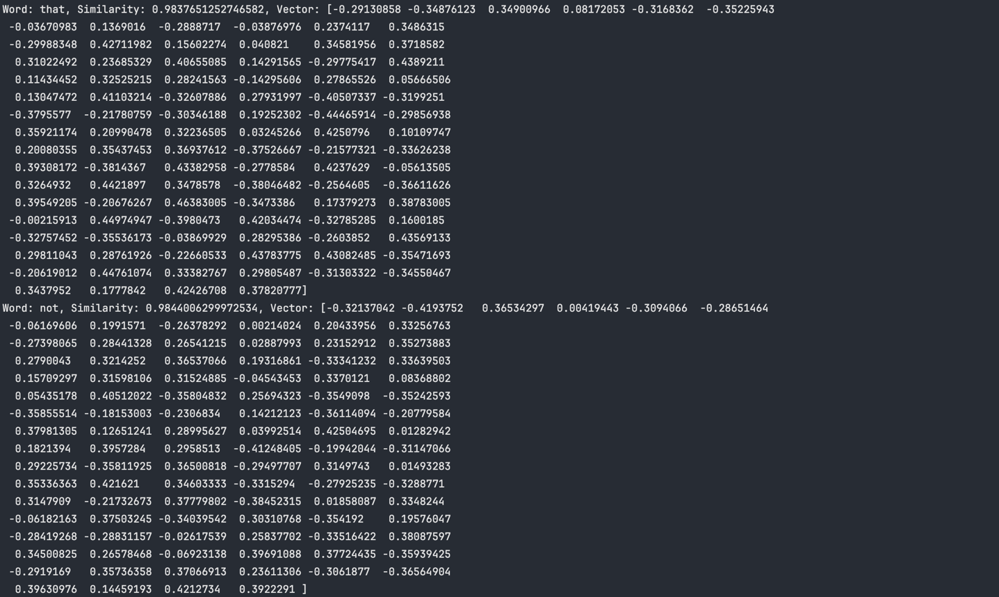 Word: that, Similarity: 0.9837651252746582, Vector: [-0.29130858 -0.34876123  0.34900966  0.08172053 -0.3168362  -0.35225943
 -0.03670983  0.1369016  -0.2888717  -0.03876976  0.2374117   0.3486315
 -0.29988348  0.42711982  0.15602274  0.040821    0.34581956  0.3718582
  0.31022492  0.23685329  0.40655085  0.14291565 -0.29775417  0.4389211
  0.11434452  0.32525215  0.28241563 -0.14295606  0.27865526  0.05666506
  0.13047472  0.41103214 -0.32607886  0.27931997 -0.40507337 -0.3199251
 -0.3795577  -0.21780759 -0.30346188  0.19252302 -0.44465914 -0.29856938
  0.35921174  0.20990478  0.32236505  0.03245266  0.4250796   0.10109747
  0.20080355  0.35437453  0.36937612 -0.37526667 -0.21577321 -0.33626238
  0.39308172 -0.3814367   0.43382958 -0.2778584   0.4237629  -0.05613505
  0.3264932   0.4421897   0.3478578  -0.38046482 -0.2564605  -0.36611626
  0.39549205 -0.20676267  0.46383005 -0.3473386   0.17379273  0.38783005
 -0.00215913  0.44974947 -0.3980473   0.42034474 -0.32785285  0.1600185
 -0.32757452 -0.35536173 -0.03869929  0.28295386 -0.2603852   0.43569133
  0.29811043  0.28761926 -0.22660533  0.43783775  0.43082485 -0.35471693
 -0.20619012  0.44761074  0.33382767  0.29805487 -0.31303322 -0.34550467
  0.3437952   0.1777842   0.42426708  0.37820777]
Word: not, Similarity: 0.9844006299972534, Vector: [-0.32137042 -0.4193752   0.36534297  0.00419443 -0.3094066  -0.28651464
 -0.06169606  0.1991571  -0.26378292  0.00214024  0.20433956  0.33256763
 -0.27398065  0.28441328  0.26541215  0.02887993  0.23152912  0.35273883
  0.2790043   0.3214252   0.36537066  0.19316861 -0.33341232  0.33639503
  0.15709297  0.31598106  0.31524885 -0.04543453  0.3370121   0.08368802
  0.05435178  0.40512022 -0.35804832  0.25694323 -0.3549098  -0.35242593
 -0.35855514 -0.18153003 -0.2306834   0.14212123 -0.36114094 -0.20779584
  0.37981305  0.12651241  0.28995627  0.03992514  0.42504695  0.01282942
  0.1821394   0.3957284   0.2958513  -0.41248405 -0.19942044 -0.31147066
  0.29225734 -0.35811925  0.36500818 -0.29497707  0.3149743   0.01493283
  0.35336363  0.421621    0.34603333 -0.3315294  -0.27925235 -0.3288771
  0.3147909  -0.21732673  0.37779802 -0.38452315  0.01858087  0.3348244
 -0.06182163  0.37503245 -0.34039542  0.30310768 -0.354192    0.19576047
 -0.28419268 -0.28831157 -0.02617539  0.25837702 -0.33516422  0.38087597
  0.34500825  0.26578468 -0.06923138  0.39691088  0.37724435 -0.35939425
 -0.2919169   0.35736358  0.37066913  0.23611306 -0.3061877  -0.36564904
  0.39630976  0.14459193  0.4212734   0.3922291 ]